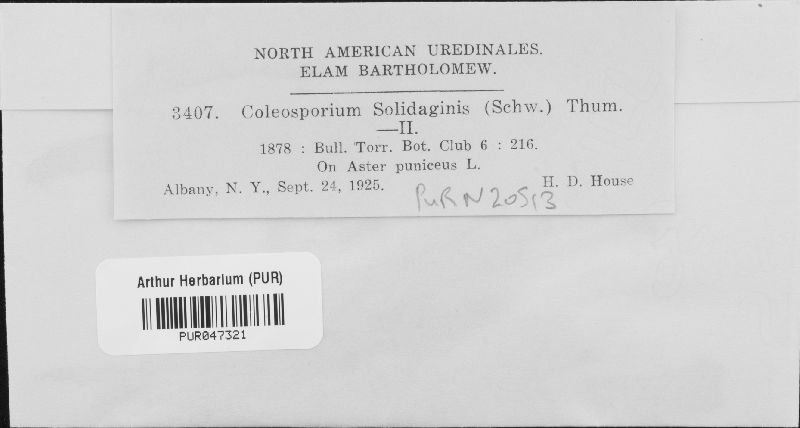 NORTH AMERICAN UREDINALES.
ELAM BARTHOLOMEW.
3407. Coleosporium Solidaginis (Schw.) Thum.
—II.
1878 : Bull. Torr. Bot. Club 6 : 216.
On Aster puniceus L.
Albany, N. Y., Sept. 24, 1925. H. D. House
PUR N20513
Arthur Herbarium (PUR)
PUR047321